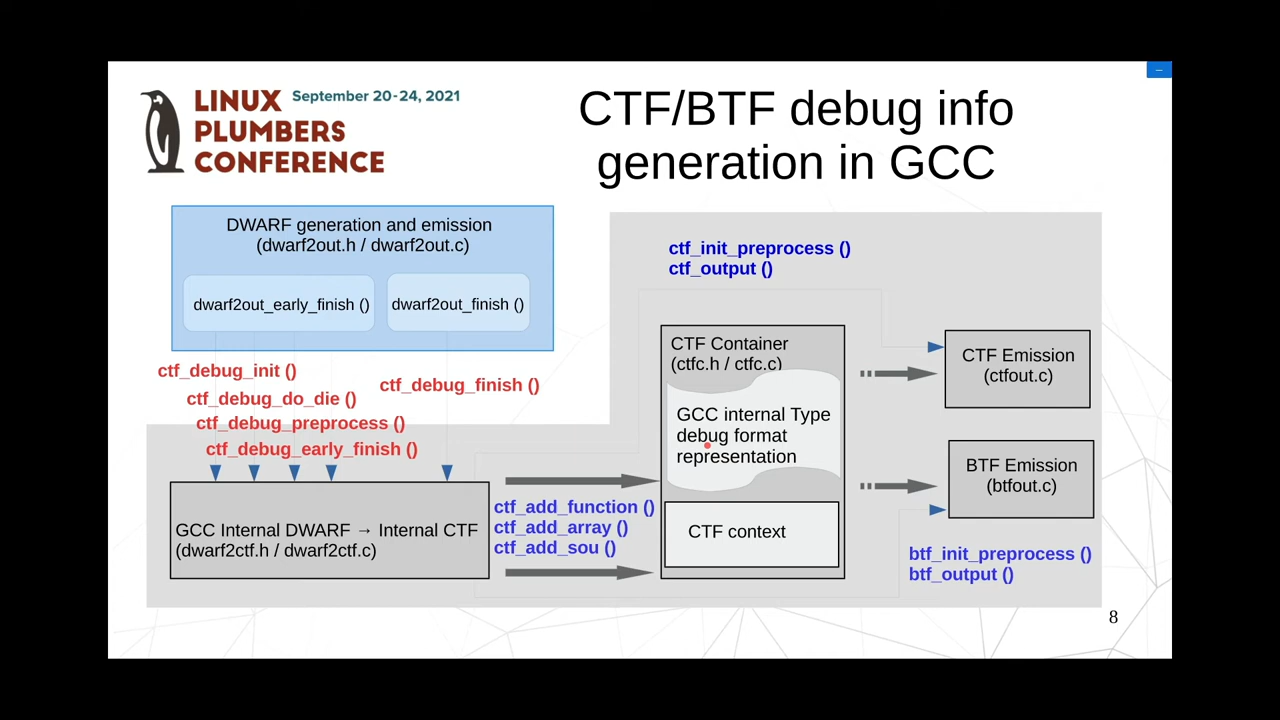 LINUX
September 20-24, 2021
PLUMBERS
CONFERENCE
CTF/BTF debug info
generation in GCC
DWARF generation and emission
(dwarf2out.h / dwarf2out.c)
dwarf2out_early_finish ()
dwarf2out_finish ()
ctf_debug_init ()
ctf_debug_do_die ()
ctf_debug_preprocess ()
ctf_debug_early_finish ()
ctf_debug_finish ()
GCC Internal DWARF → Internal CTF
(dwarf2ctf.h / dwarf2ctf.c)
ctf_add_function ()
ctf_add_array ()
ctf_add_sou ()
ctf_init_preprocess ()
ctf_output ()
CTF Container
(ctfc.h / ctfc.c)
GCC internal Type
debug format
representation
CTF context
CTF Emission
(ctfout.c)
BTF Emission
(btfout.c)
btf_init_preprocess ()
btf_output ()
8